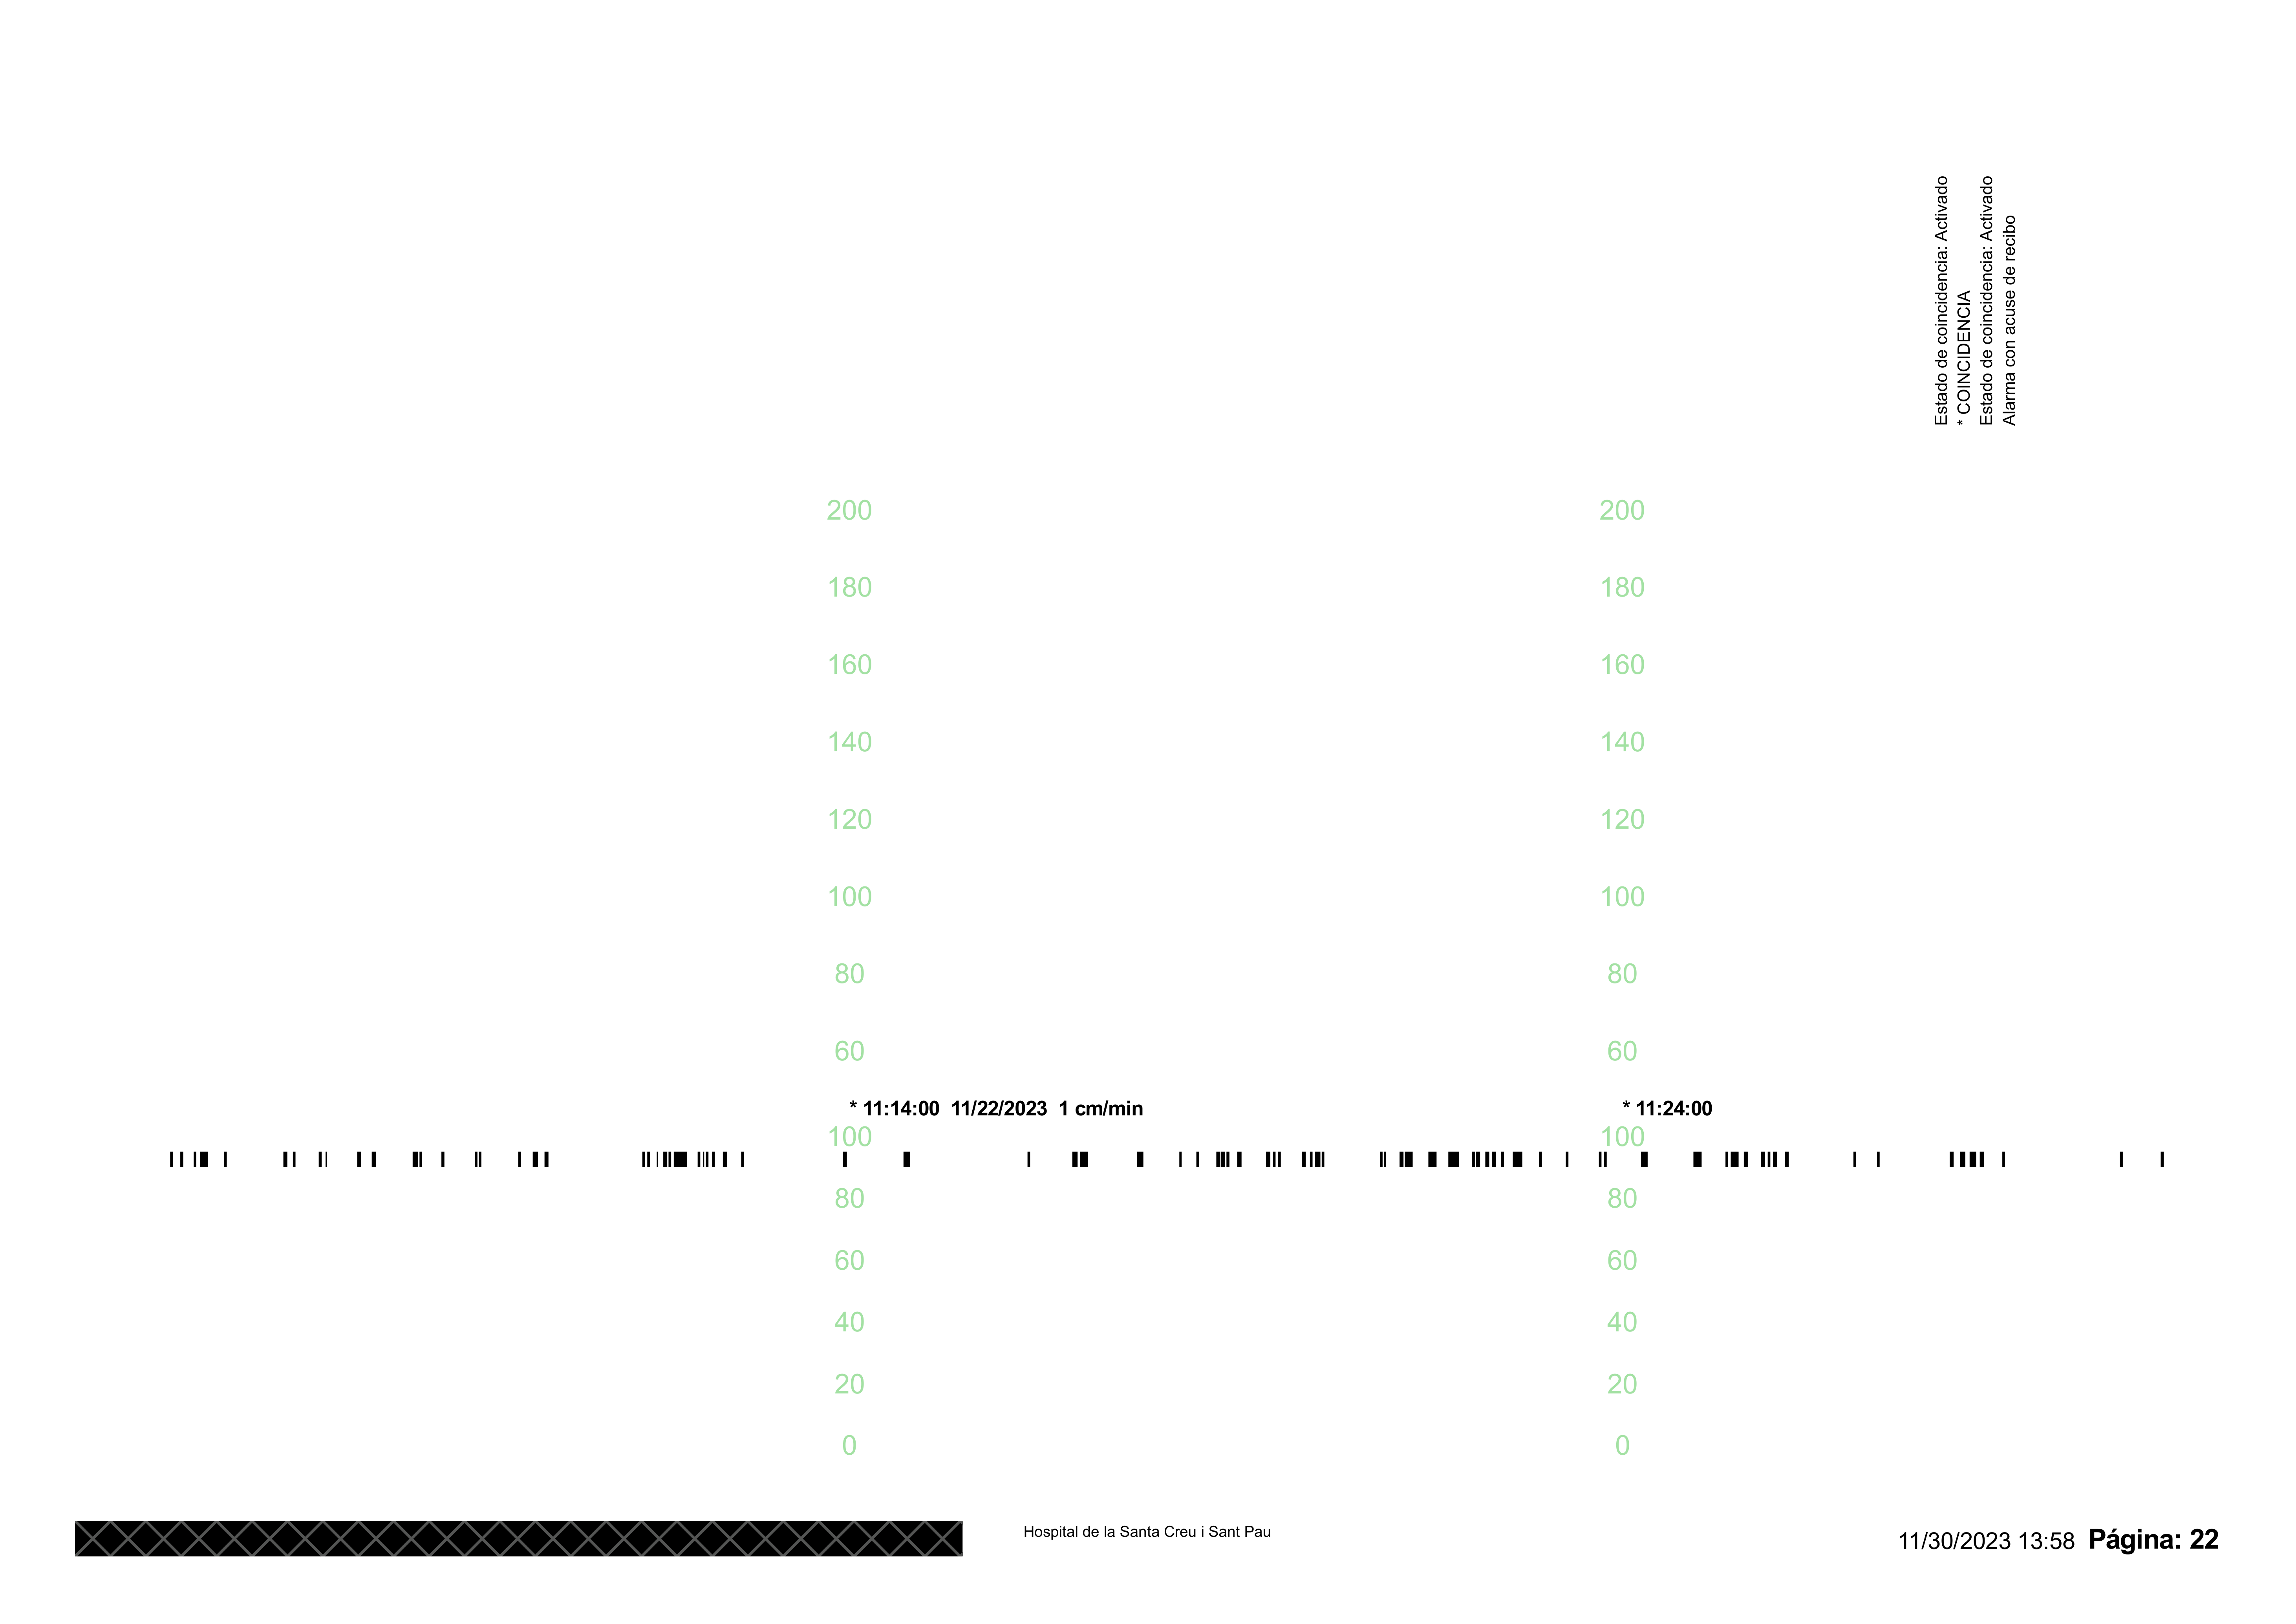 Estado de coincidencia: Activado
* COINCIDENCIA
Estado de coincidencia: Activado
Alarma con acuse de recibo
200 200
180 180
160 160
140 140
120 120
100 100
80 80
60 60
* 11:14:00 11/22/2023 1 cm/min * 11:24:00
100 100
80 80
60 60
40 40
20 20
0 0
Hospital de la Santa Creu i Sant Pau
11/30/2023 13:58 Página: 22